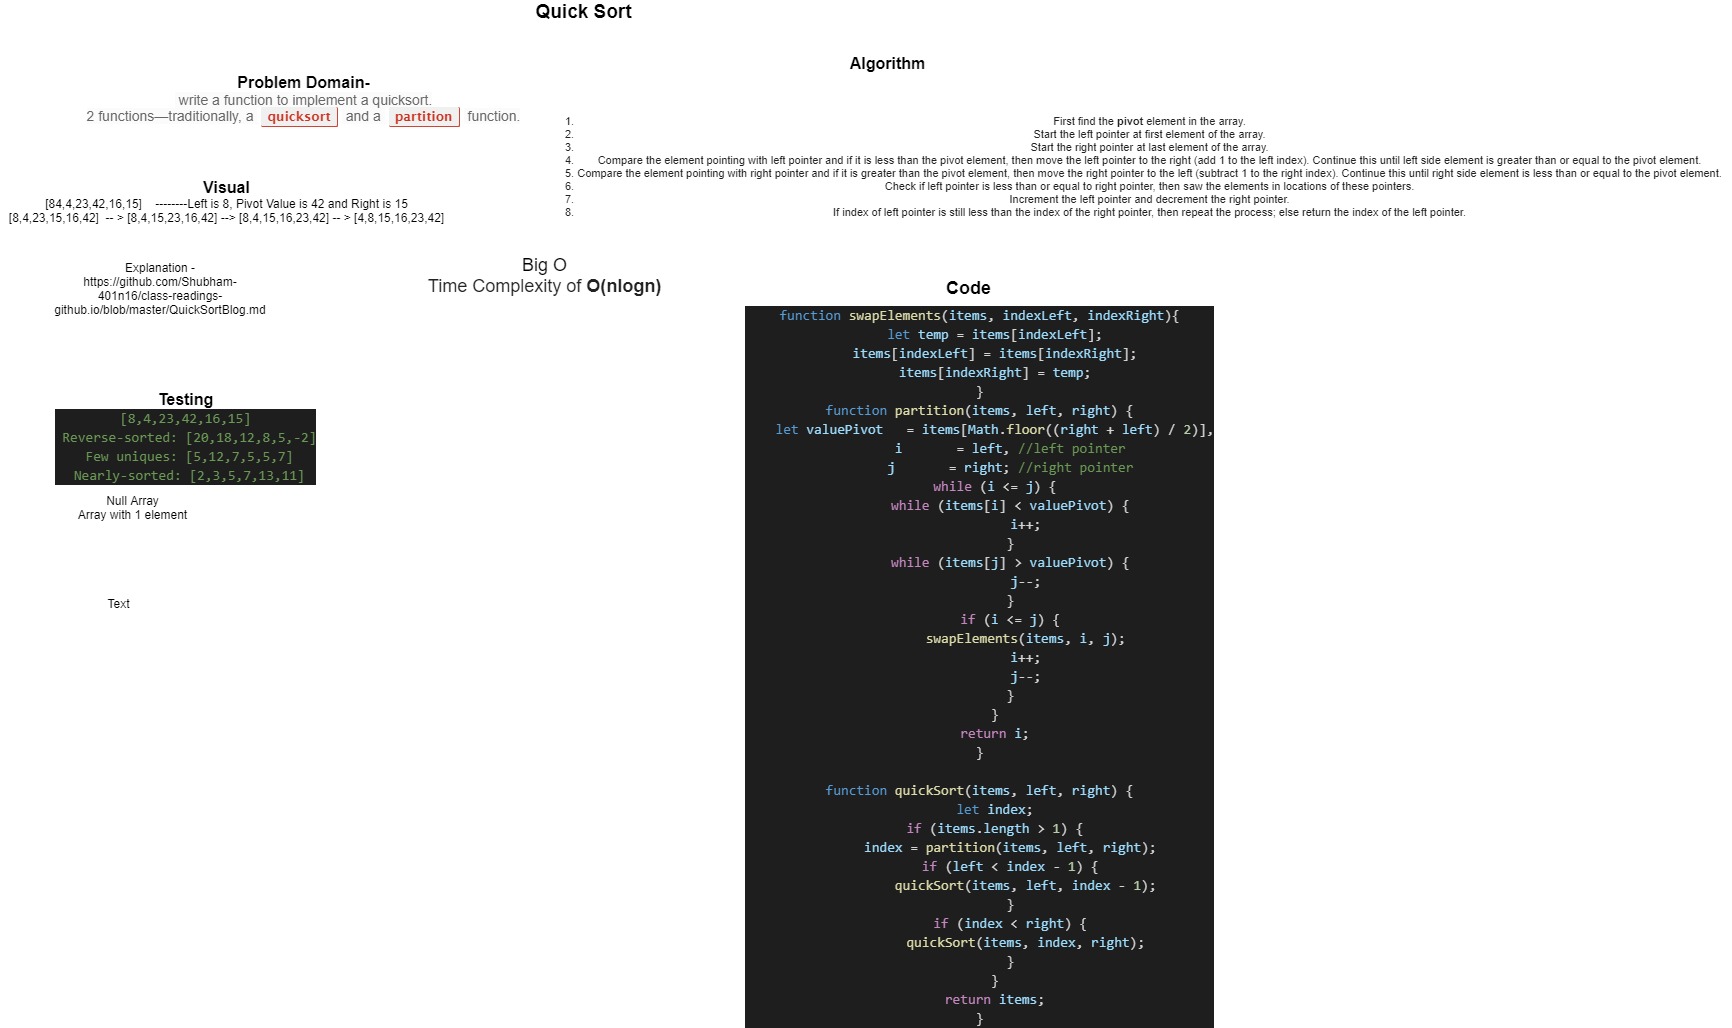 Quick Sort
Problem Domain-
write a function to implement a quicksort.
2 functions—traditionally, a quicksort and a partition function.
Visual
[84,4,23,42,16,15]    --------Left is 8, Pivot Value is 42 and Right is 15
[8,4,23,15,16,42]  -- > [8,4,15,23,16,42] --> [8,4,15,16,23,42] -- > [4,8,15,16,23,42]
Explanation -
https://github.com/Shubham-
401n16/class-readings-
github.io/blob/master/QuickSortBlog.md
Testing
[8,4,23,42,16,15]
Reverse-sorted: [20,18,12,8,5,-2]
Few uniques: [5,12,7,5,5,7]
Nearly-sorted: [2,3,5,7,13,11]
Null Array
Array with 1 element
Text
Big O
Time Complexity of O(nlogn)
Algorithm
1. First find the pivot element in the array.
2. Start the left pointer at first element of the array.
3. Start the right pointer at last element of the array.
4. Compare the element pointing with left pointer and if it is less than the pivot element, then move the left pointer to the right (add 1 to the left index). Continue this until left side element is greater than or equal to the pivot element.
5. Compare the element pointing with right pointer and if it is greater than the pivot element, then move the right pointer to the left (subtract 1 to the right index). Continue this until right side element is less than or equal to the pivot element.
6. Check if left pointer is less than or equal to right pointer, then saw the elements in locations of these pointers.
7. Increment the left pointer and decrement the right pointer.
8. If index of left pointer is still less than the index of the right pointer, then repeat the process; else return the index of the left pointer.
Code
function swapElements(items, indexLeft, indexRight){
let temp = items[indexLeft];
items[indexLeft] = items[indexRight];
items[indexRight] = temp;
}
function partition(items, left, right) {
let valuePivot   = items[Math.floor((right + left) / 2)],
i       = left, //left pointer
j       = right; //right pointer
while (i <= j) {
while (items[i] < valuePivot) {
i++;
}
while (items[j] > valuePivot) {
j--;
}
if (i <= j) {
swapElements(items, i, j);
i++;
j--;
}
}
return i;
}
function quickSort(items, left, right) {
let index;
if (items.length > 1) {
index = partition(items, left, right);
if (left < index - 1) {
quickSort(items, left, index - 1);
}
if (index < right) {
quickSort(items, index, right);
}
}
return items;
}